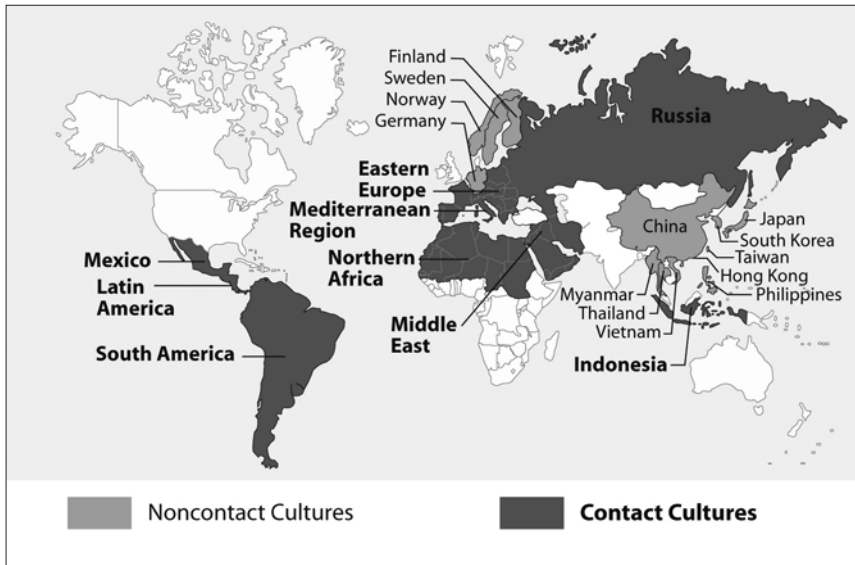 Finland
Sweden
Norway
Germany
Russia
Eastern
Europe
Mediterranean
Region
China
Japan
South Korea
Taiwan
Hong Kong
Philippines
Mexico
Northern
Africa
Latin
America
Myanmar
Thailand
Vietnam
Middle
East
South America
Indonesia
Noncontact Cultures
Contact Cultures